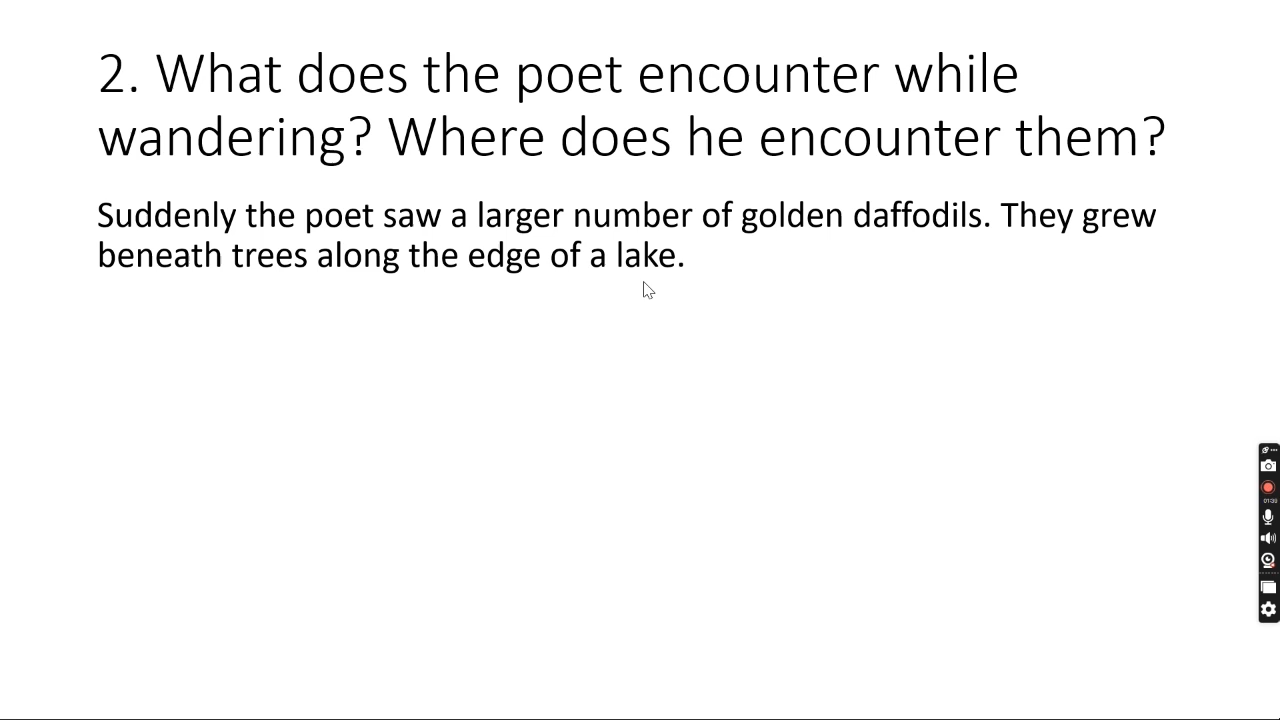 2. What does the poet encounter while
wandering? Where does he encounter them?
Suddenly the poet saw a larger number of golden daffodils. They grew
beneath trees along the edge of a lake.